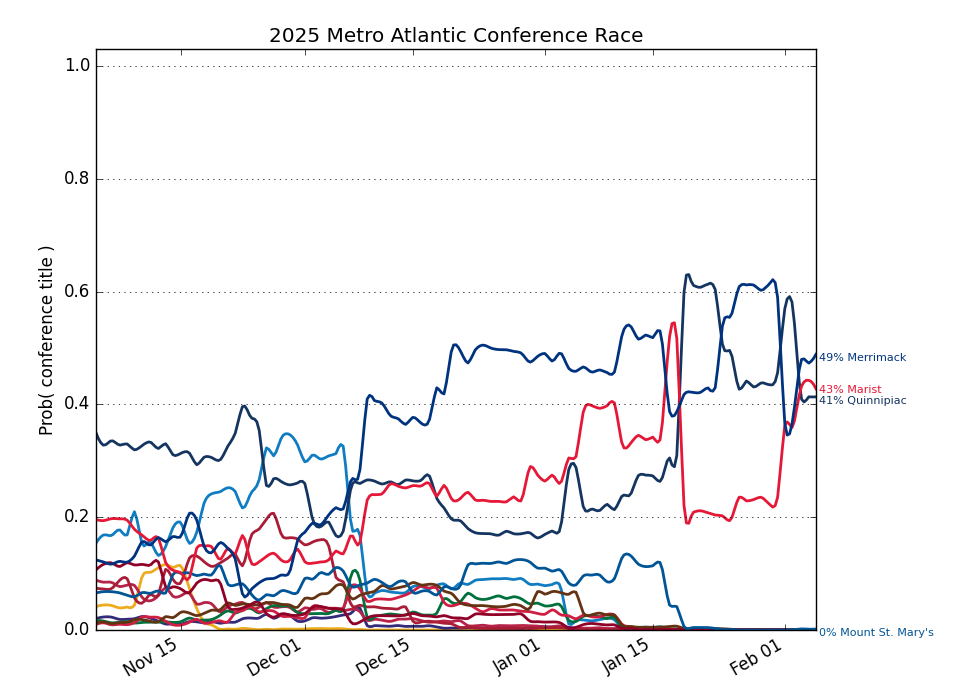 2025 Metro Atlantic Conference Race
Prob( conference title )
1.0
0.8
0.6
0.4
0.2
0.0
Nov 15
Dec 01
Dec 15
Jan 01
Jan 15
Feb 01
49% Merrimack
43% Marist
41% Quinnipiac
0% Mount St. Mary's